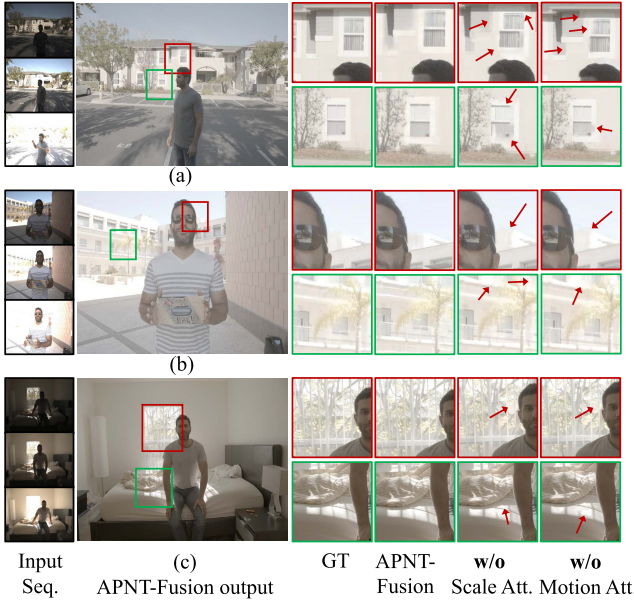 (a)
(b)
Input
Seq.
(c)
APNT-Fusion output
GT
APNT-
Fusion
w/o
Scale Att.
w/o
Motion Att.